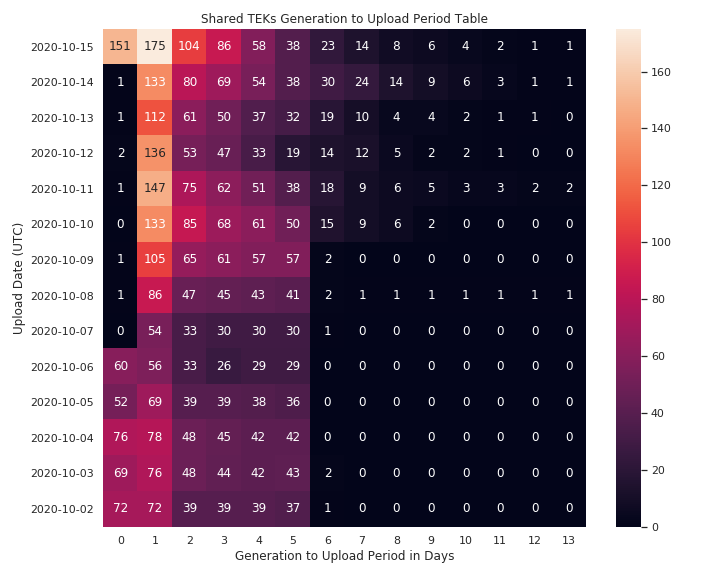 Shared TEKs Generation to Upload Period Table
2020-10-15 151 175 104 86 58 38 23 14 8 6 4 2 1 1
2020-10-14 1 133 80 69 54 38 30 24 14 9 6 3 1 1
2020-10-13 1 112 61 50 37 32 19 10 4 4 2 1 1 0
2020-10-12 2 136 53 47 33 19 14 12 5 2 2 1 0 0
2020-10-11 1 147 75 62 51 38 18 9 6 5 3 3 2 2
2020-10-10 0 133 85 68 61 50 15 9 6 2 0 0 0 0
2020-10-09 1 105 65 61 57 57 2 0 0 0 0 0 0 0
2020-10-08 1 86 47 45 43 41 2 1 1 1 1 1 1 1
2020-10-07 0 54 33 30 30 30 1 0 0 0 0 0 0 0
2020-10-06 60 56 33 26 29 29 0 0 0 0 0 0 0 0
2020-10-05 52 69 39 39 38 36 0 0 0 0 0 0 0 0
2020-10-04 76 78 48 45 42 42 0 0 0 0 0 0 0 0
2020-10-03 69 76 48 44 42 43 2 0 0 0 0 0 0 0
2020-10-02 72 72 39 39 39 37 1 0 0 0 0 0 0 0
0 1 2 3 4 5 6 7 8 9 10 11 12 13
Generation to Upload Period in Days
Upload Date (UTC)
160
140
120
100
80
60
40
20
0